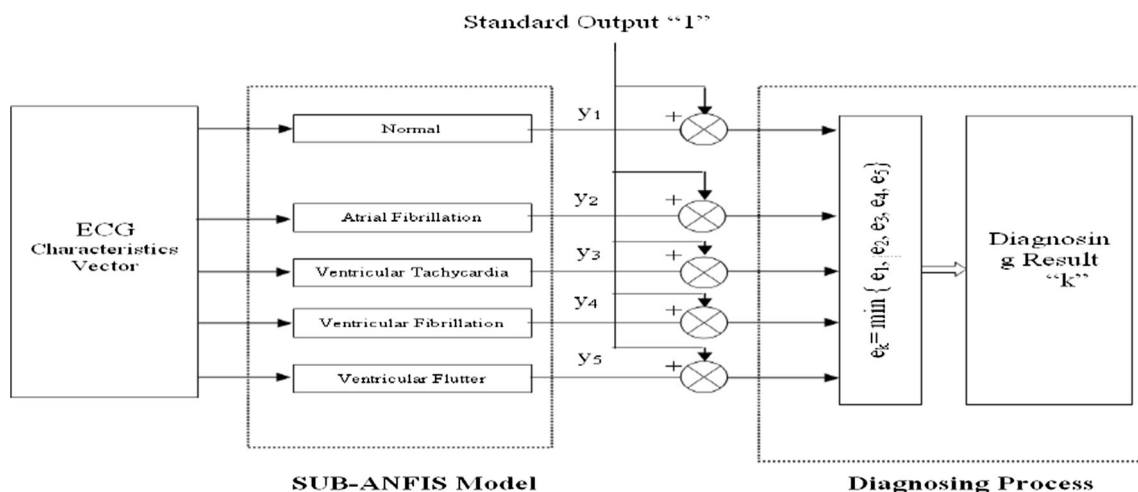 Standard Output “1”
ECG
Characteristics
Vector
Normal
Atrial Fibrillation
Ventricular Tachycardia
Ventricular Fibrillation
Ventricular Flutter
y1
+
y2
+
y3
+
y4
+
y5
+
ek= min { e1, e2, e3, e4, e5}
Diagnosin
g Result
“k”
SUB-ANFIS Model
Diagnosing Process